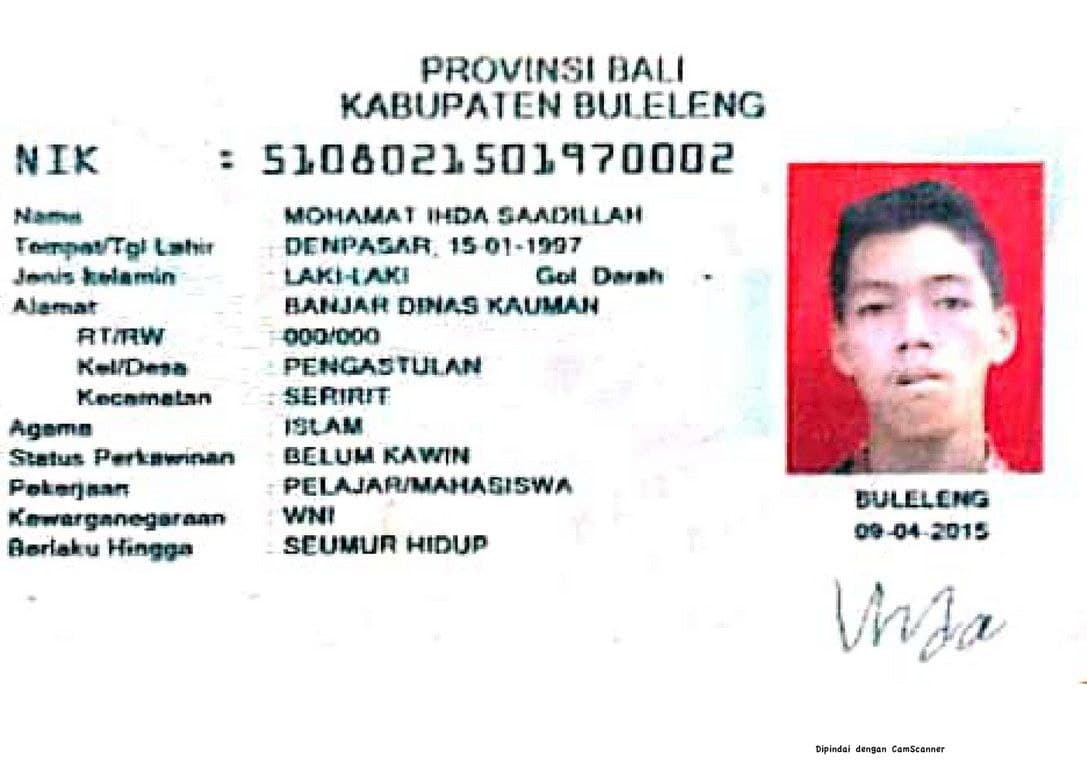 PROVINSI BALI
KABUPATEN BULELENG
NIK : 5108021501970002
Nama : MOHAMAT IHDA SAADILLAH
Tempat/Tgl Lahir : DENPASAR, 15-01-1997
Jenis kelamin : LAKI-LAKI Gol Darah -
Alamat : BANJAR DINAS KAUMAN
RT/RW : 000/000
Kel/Desa : PENGASTULAN
Kecamatan : SERIRIT
Agama : ISLAM
Status Perkawinan : BELUM KAWIN
Pekerjaan : PELAJAR/MAHASISWA
Kewarganegaraan : WNI
Berlaku Hingga : SEUMUR HIDUP
BULELENG
09-04-2015
Dipindai dengan CamScanner